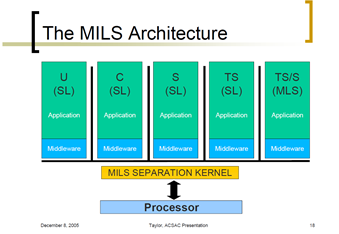 The MILS Architecture
U C S TS TS/S
(SL) (SL) (SL) (SL) (MLS)
Application Application Application Application Application
Middleware Middleware Middleware Middleware Middleware
MILS SEPARATION KERNEL
Processor
December 8, 2005 Taylor, ACSAC Presentation 18